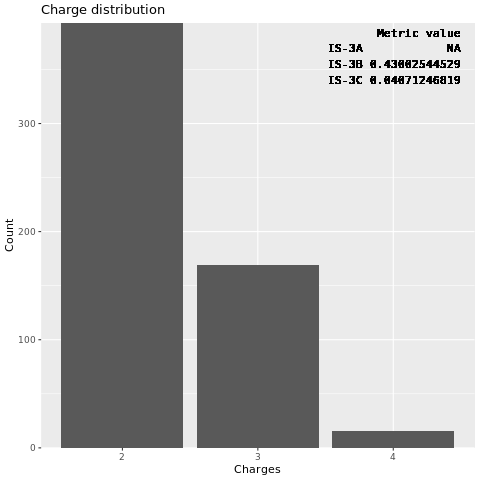 Charge distribution
Metric value
IS-3A NA
IS-3B 0.43002544529
IS-3C 0.04071246819
300
200
100
0
Count
2 3 4
Charges